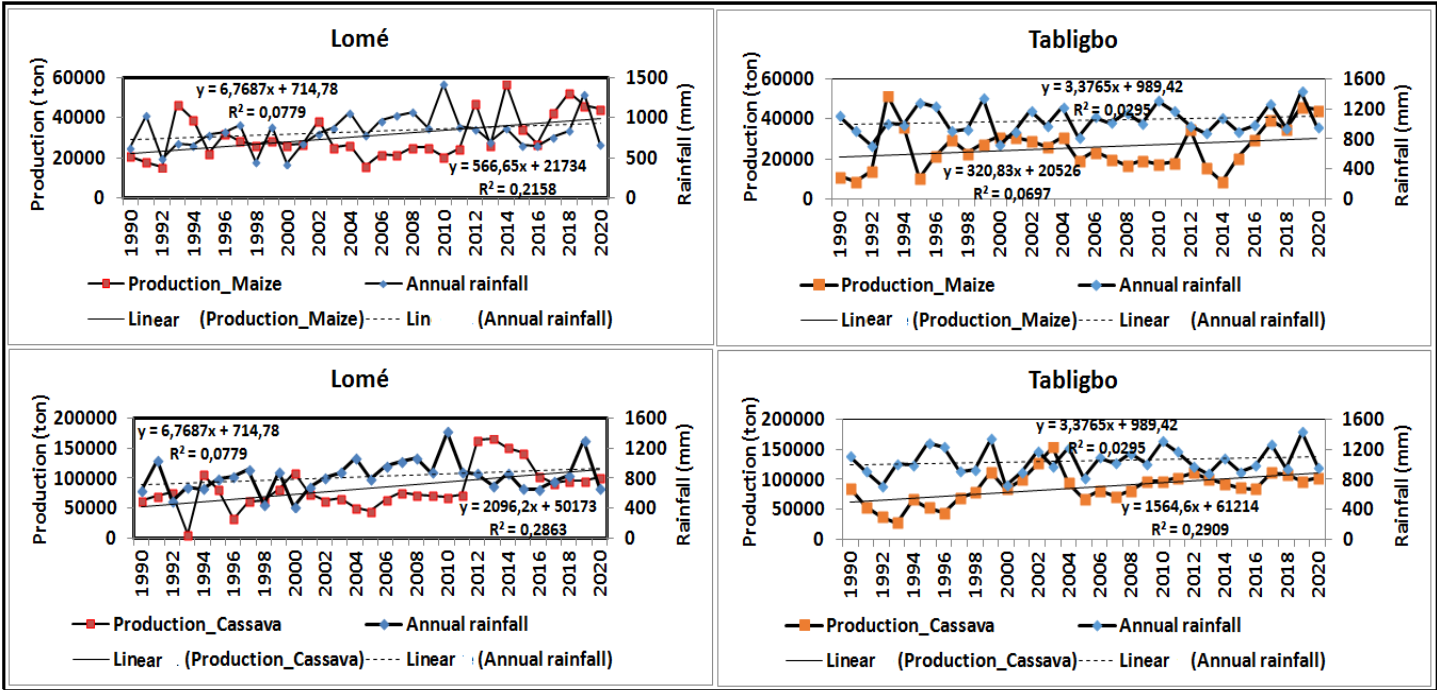 Lomé
Production ( ton)
60000
40000
20000
0
y = 6,7687x + 714,78
R² = 0,0779
y = 566,65x + 21734
R² = 0,2158
1500
1000
500
0
Rainfall (mm)
1990
1992
1994
1996
1998
2000
2002
2004
2006
2008
2010
2012
2014
2016
2018
2020
Production_Maize
Annual rainfall
Linear (Production_Maize)
Lin (Annual rainfall)
Tabligbo
Production (ton)
60000
40000
20000
0
y = 3,3765x + 989,42
R² = 0,0295
y = 320,83x + 20526
R² = 0,0697
1600
1200
800
400
0
Rainfall (mm)
1990
1992
1994
1996
1998
2000
2002
2004
2006
2008
2010
2012
2014
2016
2018
2020
Production_Maize
Annual rainfall
Linear (Production_Maize)
Linear (Annual rainfall)
Lomé
Production (ton)
200000
150000
100000
50000
0
y = 6,7687x + 714,78
R² = 0,0779
y = 2096,2x + 50173
R² = 0,2863
1600
1200
800
400
0
Rainfall (mm)
1990
1992
1994
1996
1998
2000
2002
2004
2006
2008
2010
2012
2014
2016
2018
2020
Production_Cassava
Annual rainfall
Linear (Production_Cassava)
Linear (Annual rainfall)
Tabligbo
Production (ton)
200000
150000
100000
50000
0
y = 3,3765x + 989,42
R² = 0,0295
y = 1564,6x + 61214
R² = 0,2909
1600
1200
800
400
0
Rainfall (mm)
1990
1992
1994
1996
1998
2000
2002
2004
2006
2008
2010
2012
2014
2016
2018
2020
Production_Cassava
Annual rainfall
Linear (Production_Cassava)
Linear (Annual rainfall)